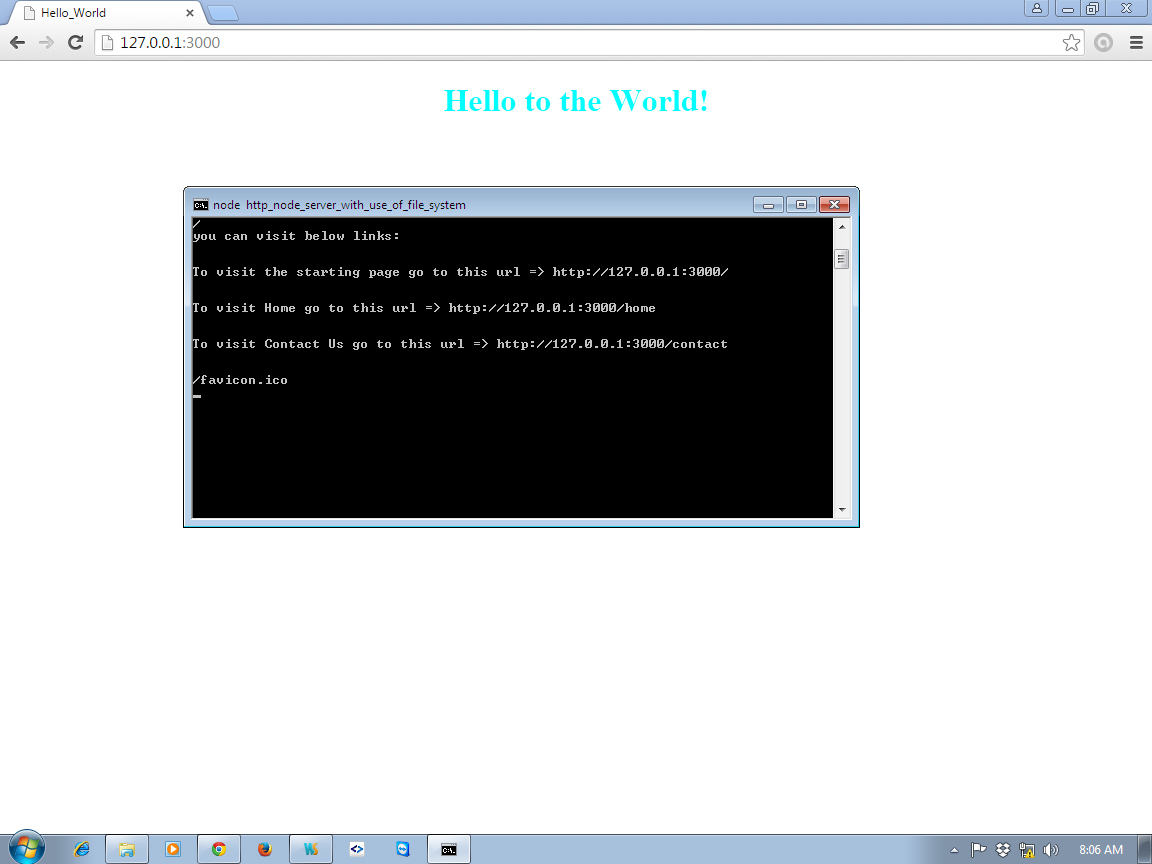 Hello_World
127.0.0.1:3000
Hello to the World!
node  http_node_server_with_use_of_file_system
/
you can visit below links:
To visit the starting page go to this url => http://127.0.0.1:3000/
To visit Home go to this url => http://127.0.0.1:3000/home
To visit Contact Us go to this url => http://127.0.0.1:3000/contact
/favicon.ico
8:06 AM